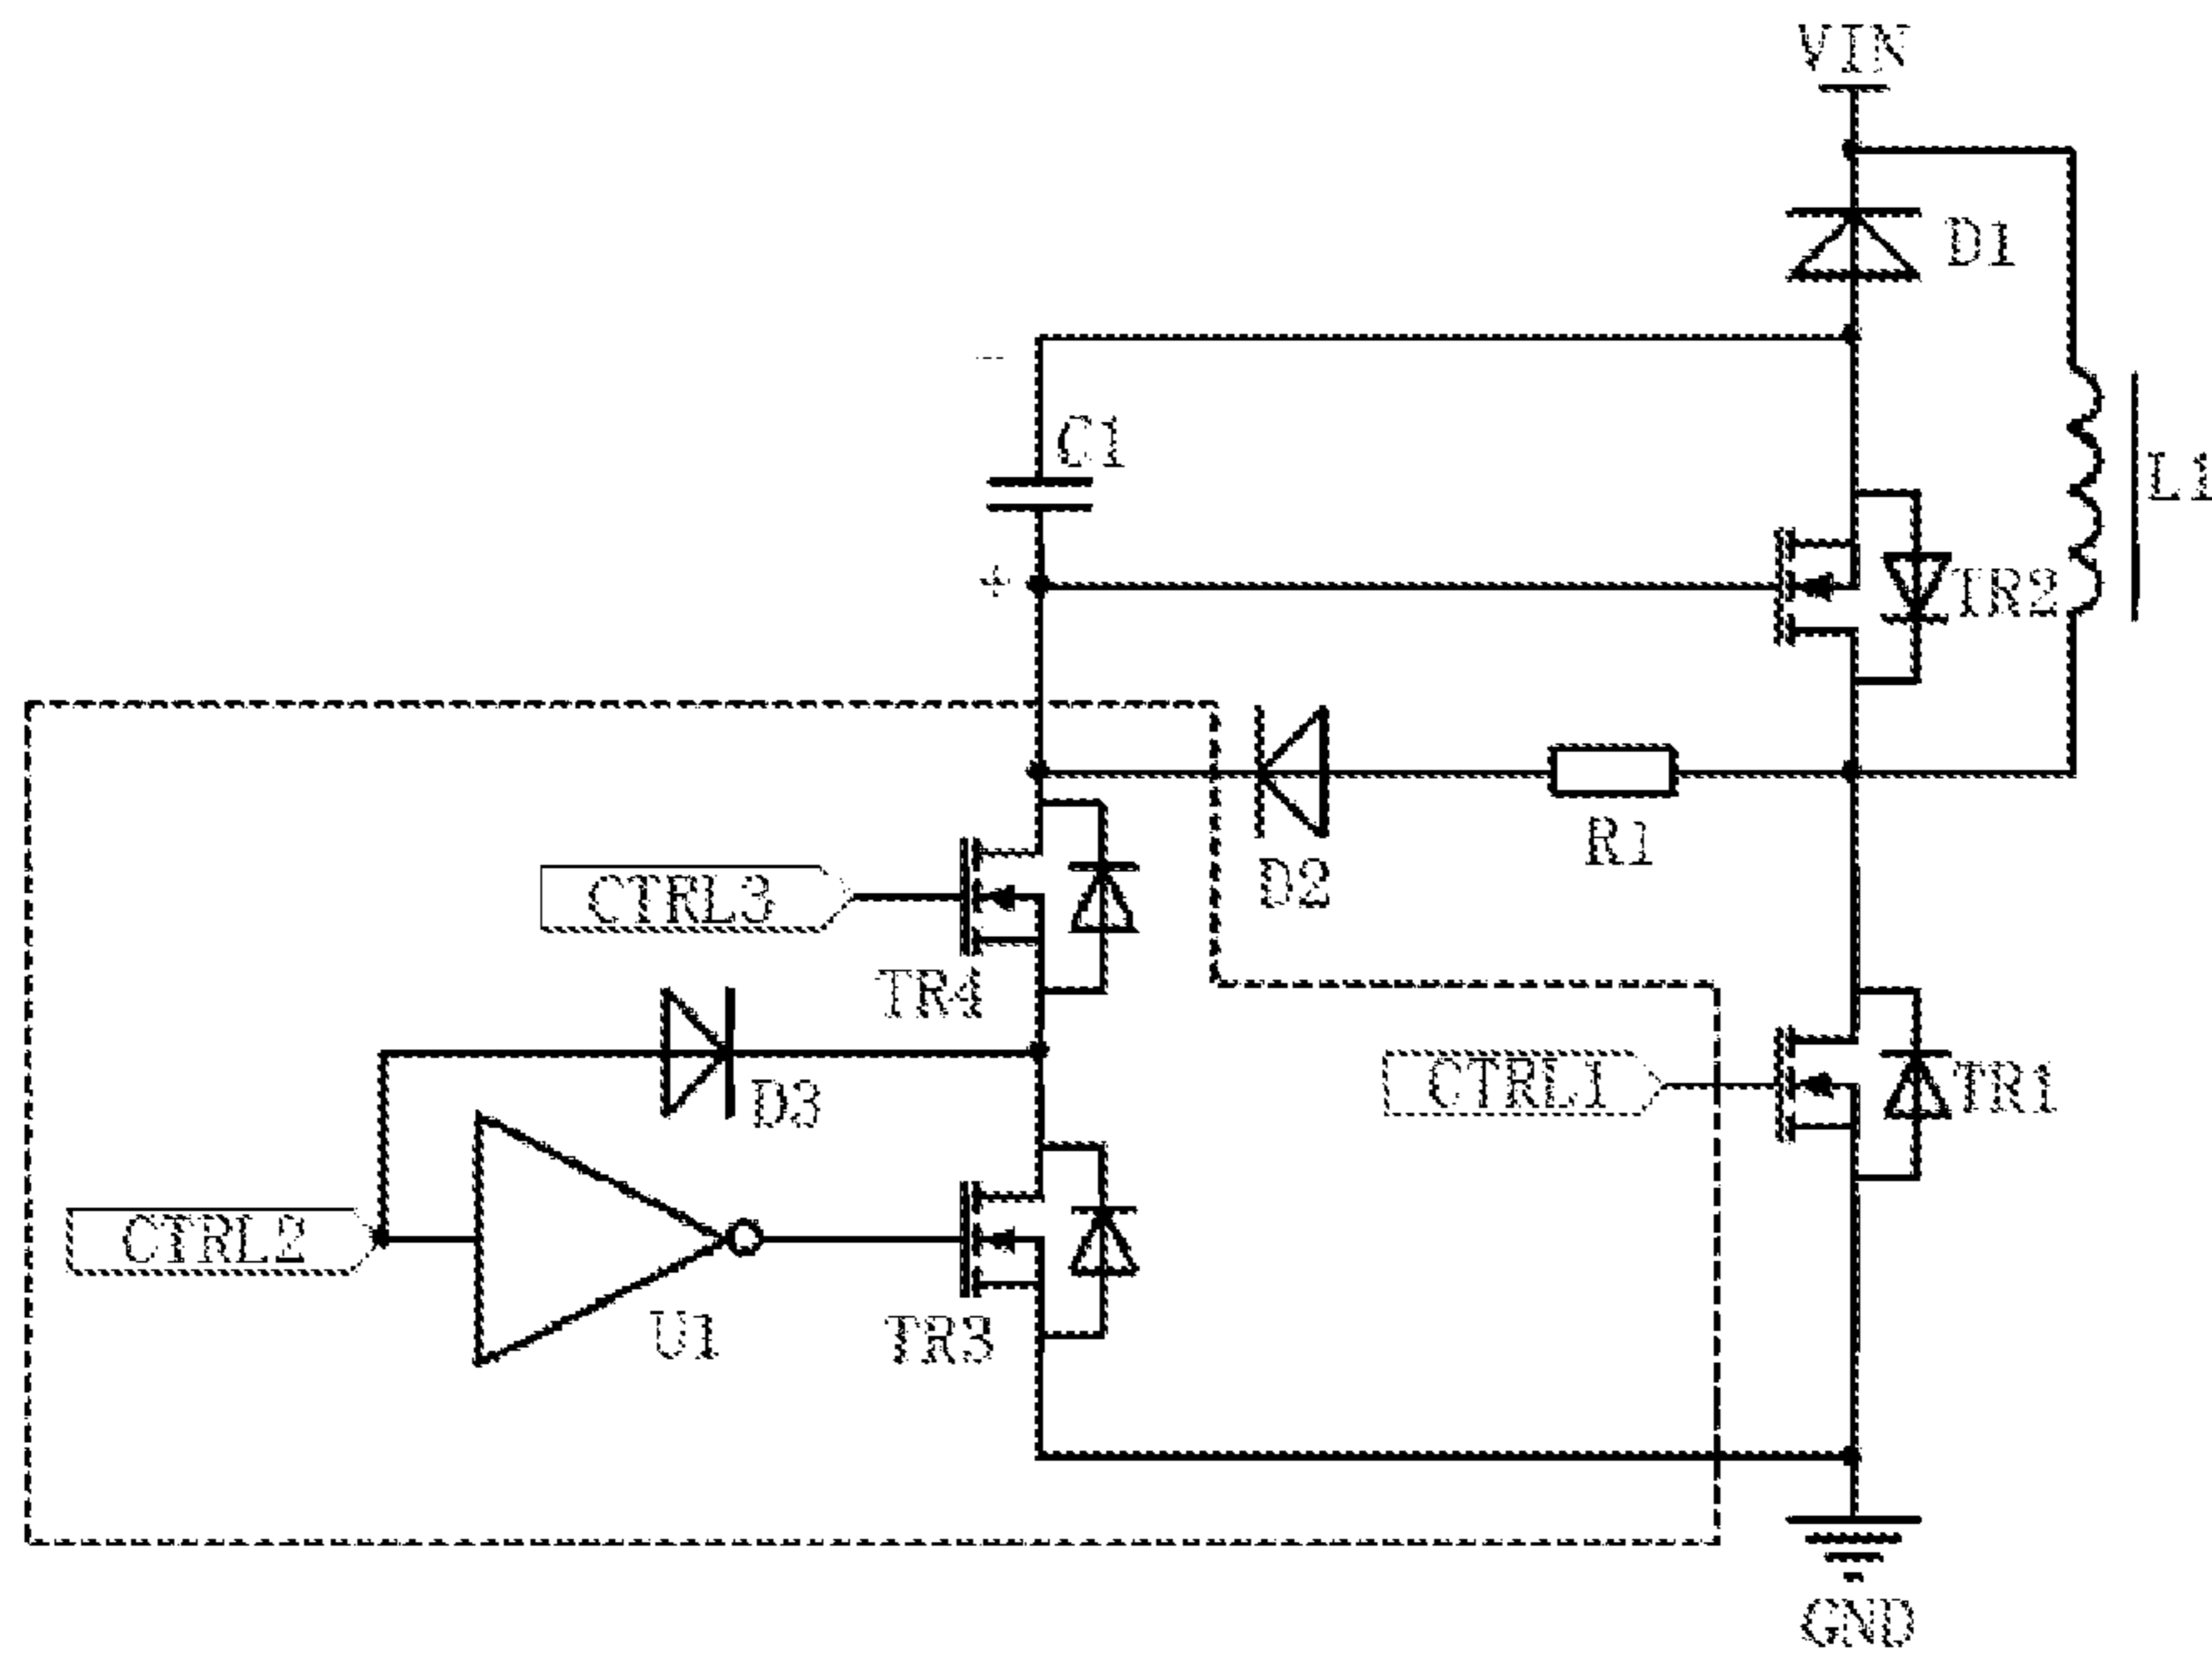 VIN
D1
−
C1
L1
+
TR2
R1
D2
CTRL3
TR4
CTRL1
TR1
D3
CTRL2
U1
TR3
GND